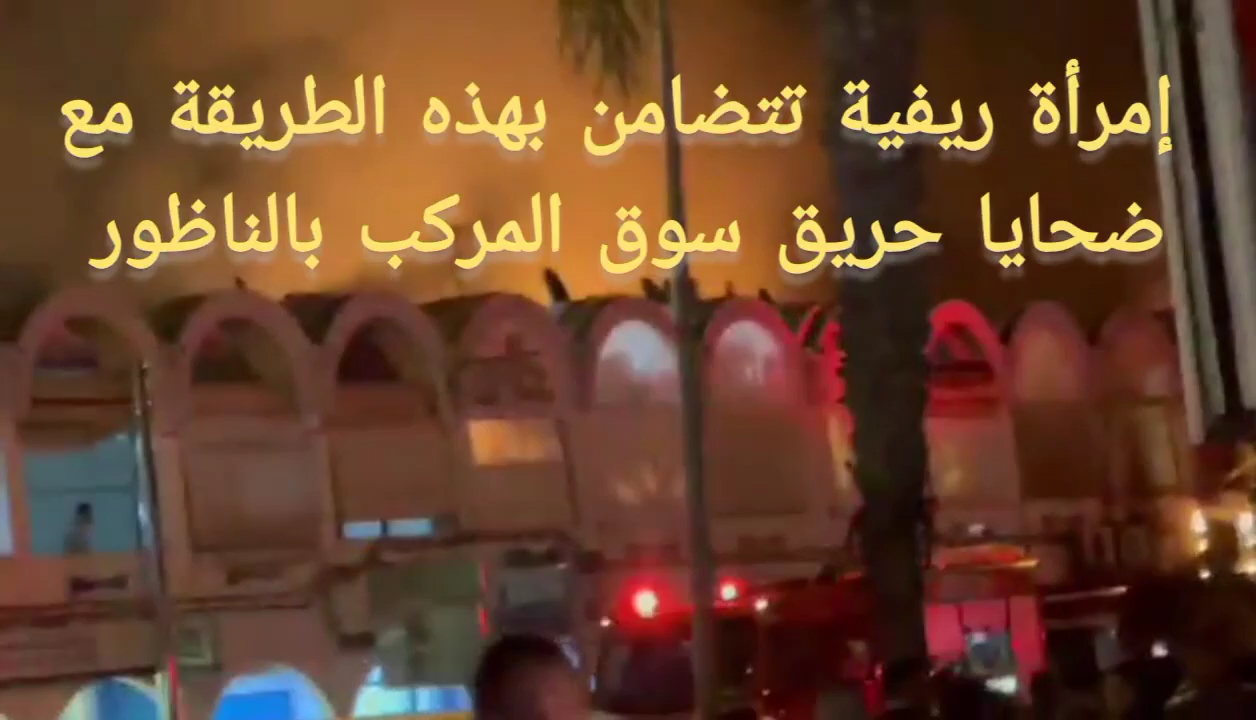 إمرأة ريفية تتضامن بهذه الطريقة مع
ضحايا حريق سوق المركب بالناظور